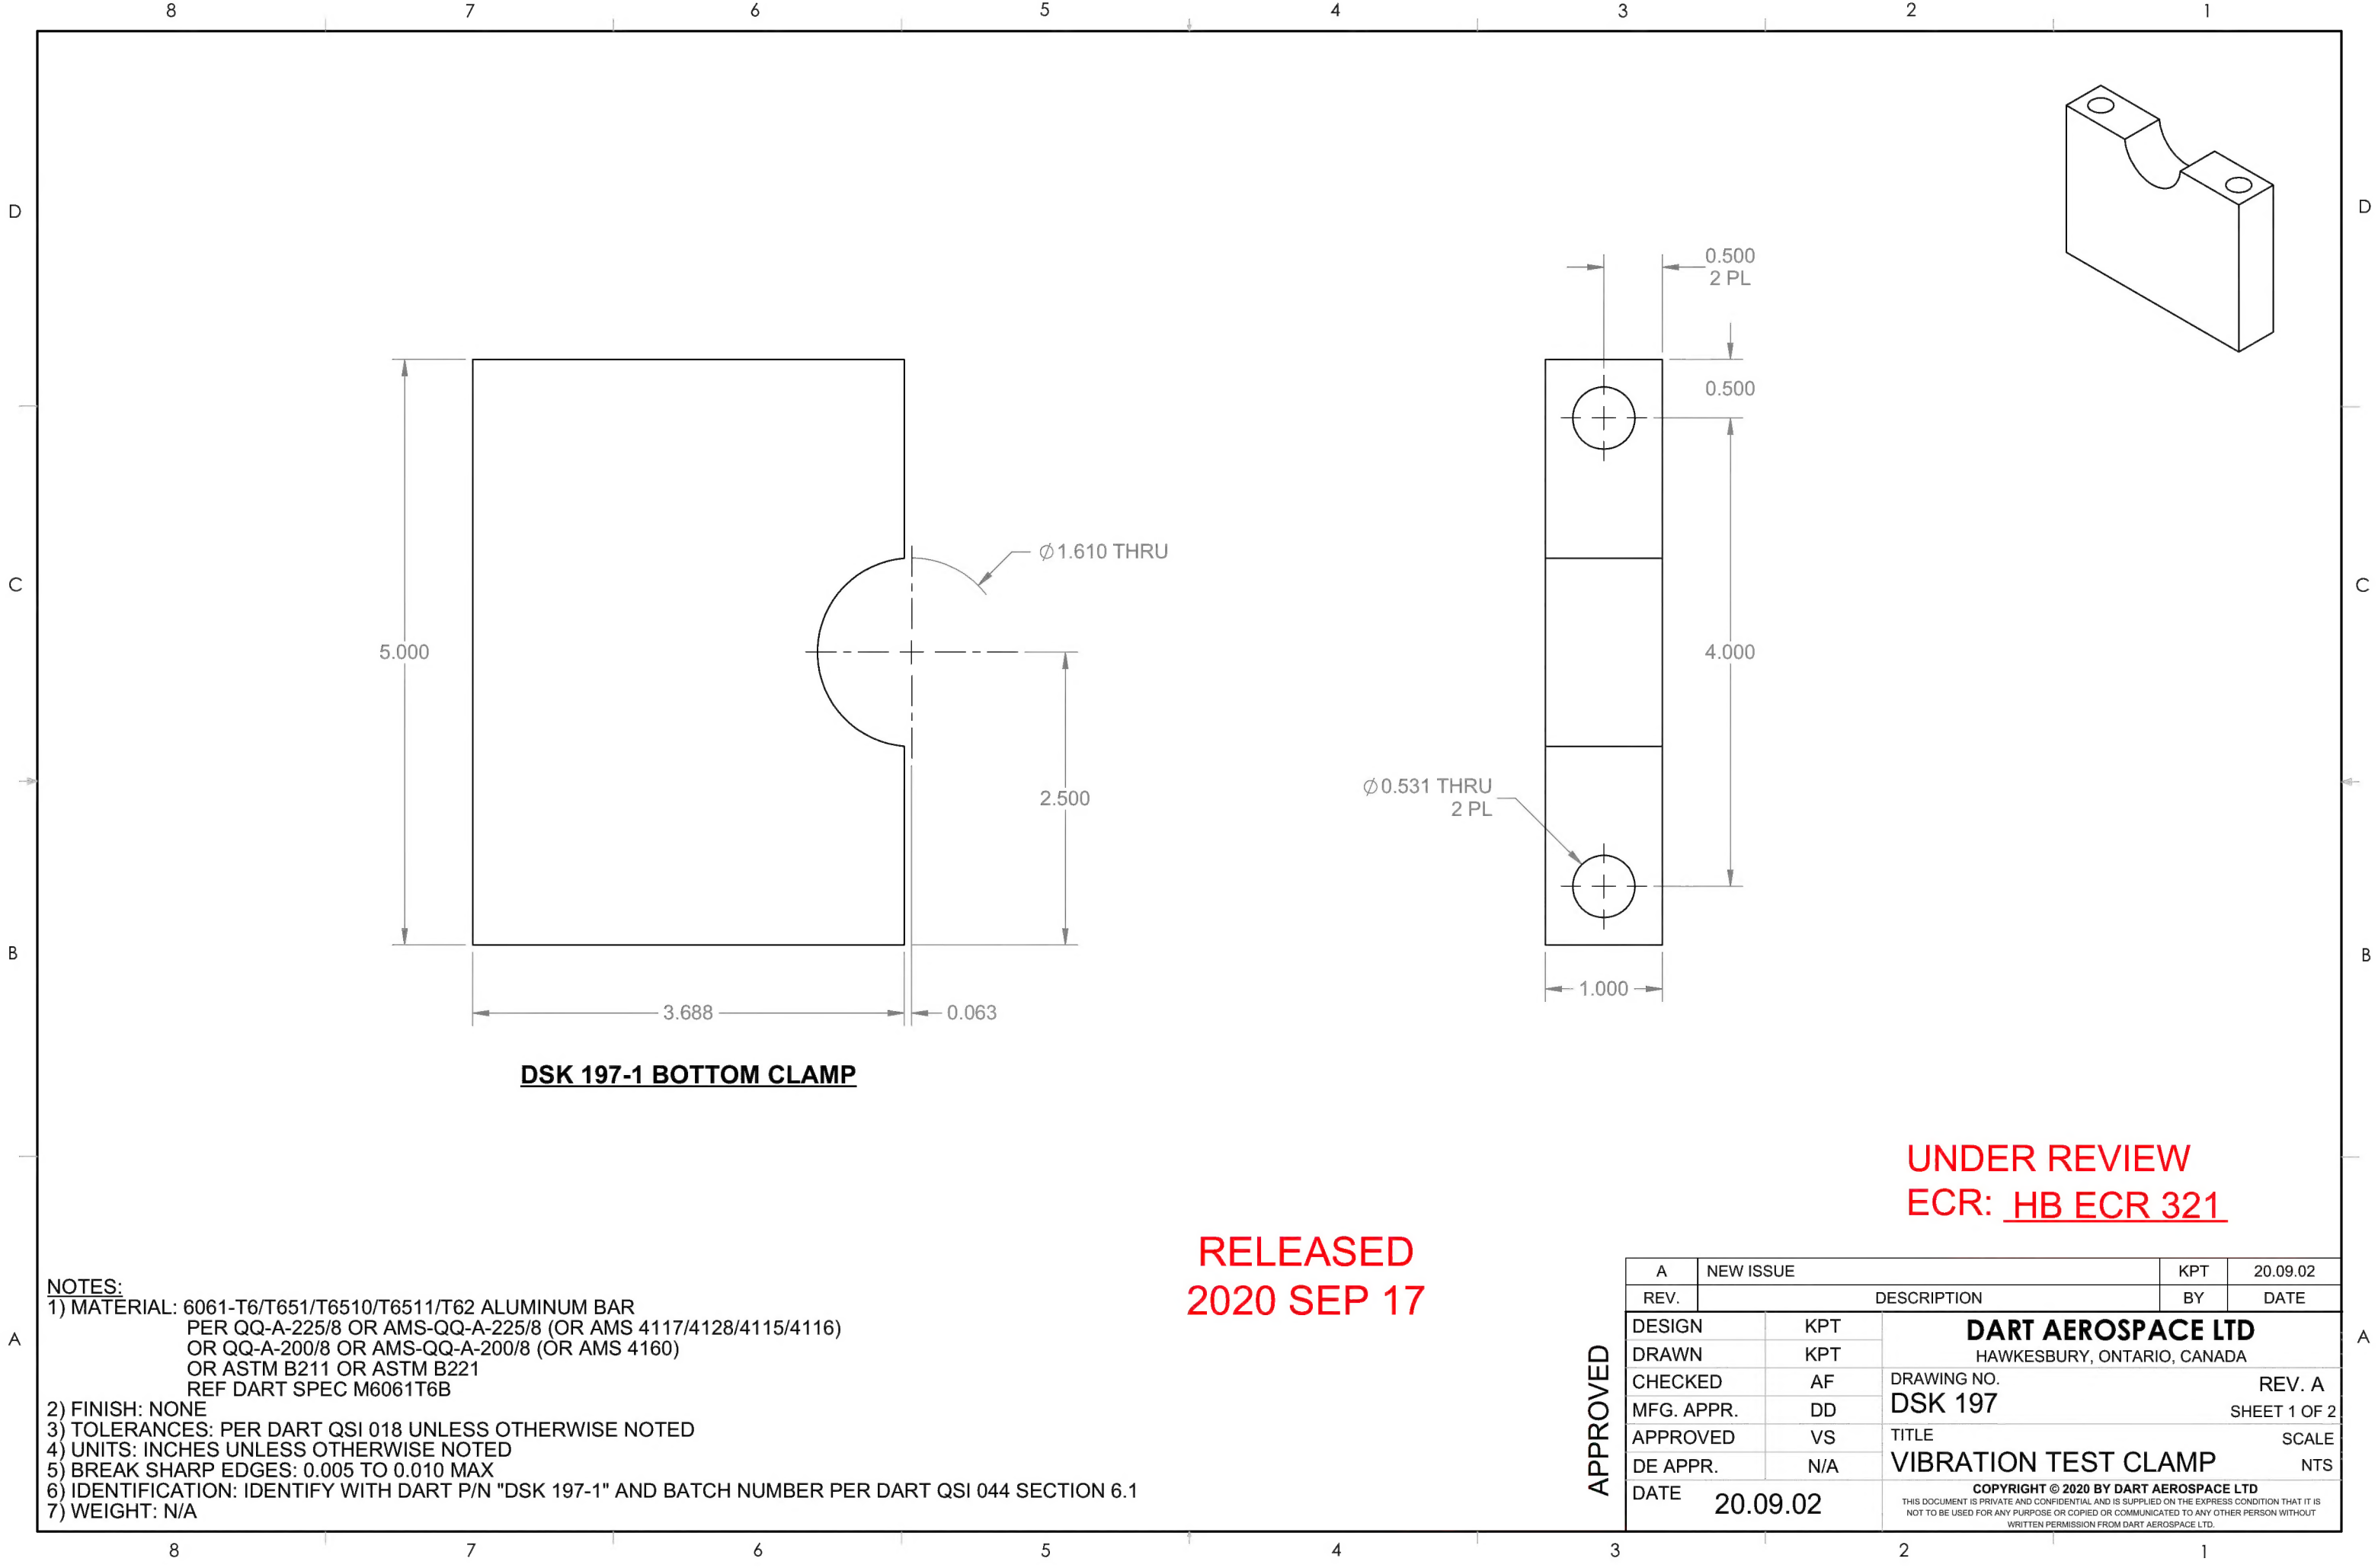 8 7 6 5 4 3 2 1
D D
C C
B B
A A
0.500
2 PL
0.500
⌀1.610 THRU
5.000
4.000
2.500
⌀0.531 THRU
2 PL
1.000
3.688
0.063
DSK 197-1 BOTTOM CLAMP
UNDER REVIEW
ECR: HB ECR 321
RELEASED
2020 SEP 17
NOTES:
1) MATERIAL: 6061-T6/T651/T6510/T6511/T62 ALUMINUM BAR
PER QQ-A-225/8 OR AMS-QQ-A-225/8 (OR AMS 4117/4128/4115/4116)
OR QQ-A-200/8 OR AMS-QQ-A-200/8 (OR AMS 4160)
OR ASTM B211 OR ASTM B221
REF DART SPEC M6061T6B
2) FINISH: NONE
3) TOLERANCES: PER DART QSI 018 UNLESS OTHERWISE NOTED
4) UNITS: INCHES UNLESS OTHERWISE NOTED
5) BREAK SHARP EDGES: 0.005 TO 0.010 MAX
6) IDENTIFICATION: IDENTIFY WITH DART P/N "DSK 197-1" AND BATCH NUMBER PER DART QSI 044 SECTION 6.1
7) WEIGHT: N/A
APPROVED
A NEW ISSUE KPT 20.09.02
REV. DESCRIPTION BY DATE
DESIGN KPT
DRAWN KPT
CHECKED AF
MFG. APPR. DD
APPROVED VS
DE APPR. N/A
DATE 20.09.02
DART AEROSPACE LTD
HAWKESBURY, ONTARIO, CANADA
DRAWING NO.
DSK 197
REV. A
SHEET 1 OF 2
TITLE
VIBRATION TEST CLAMP
SCALE
NTS
COPYRIGHT © 2020 BY DART AEROSPACE LTD
THIS DOCUMENT IS PRIVATE AND CONFIDENTIAL AND IS SUPPLIED ON THE EXPRESS CONDITION THAT IT IS
NOT TO BE USED FOR ANY PURPOSE OR COPIED OR COMMUNICATED TO ANY OTHER PERSON WITHOUT
WRITTEN PERMISSION FROM DART AEROSPACE LTD.
8 7 6 5 4 3 2 1